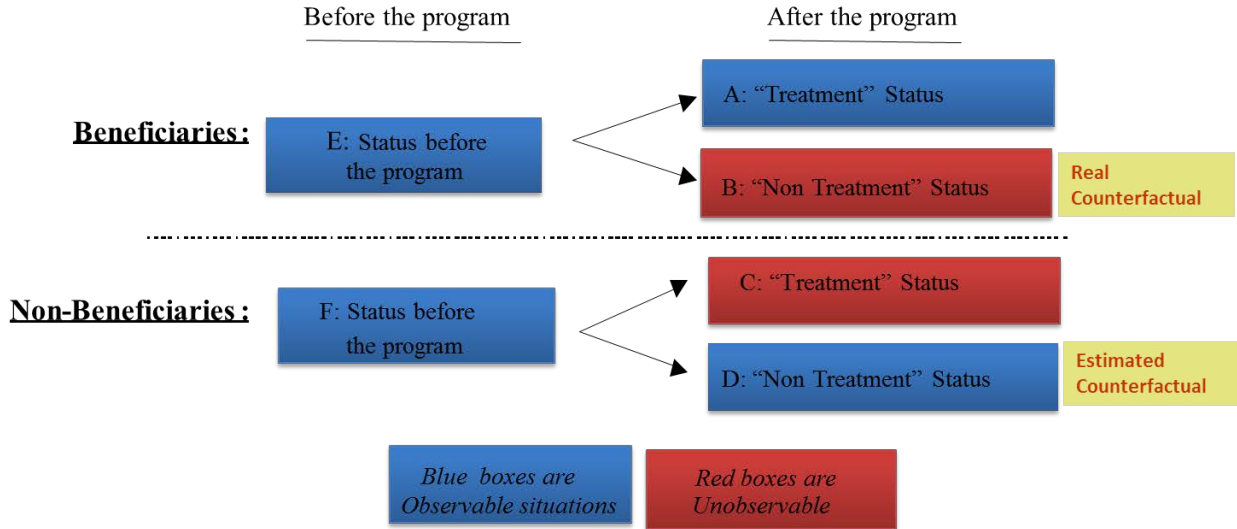 Before the program
After the program
Beneficiaries:
E: Status before
the program
A: “Treatment” Status
B: “Non Treatment” Status
Real
Counterfactual
Non-Beneficiaries:
F: Status before
the program
C: “Treatment” Status
D: “Non Treatment” Status
Estimated
Counterfactual
Blue boxes are
Observable situations
Red boxes are
Unobservable